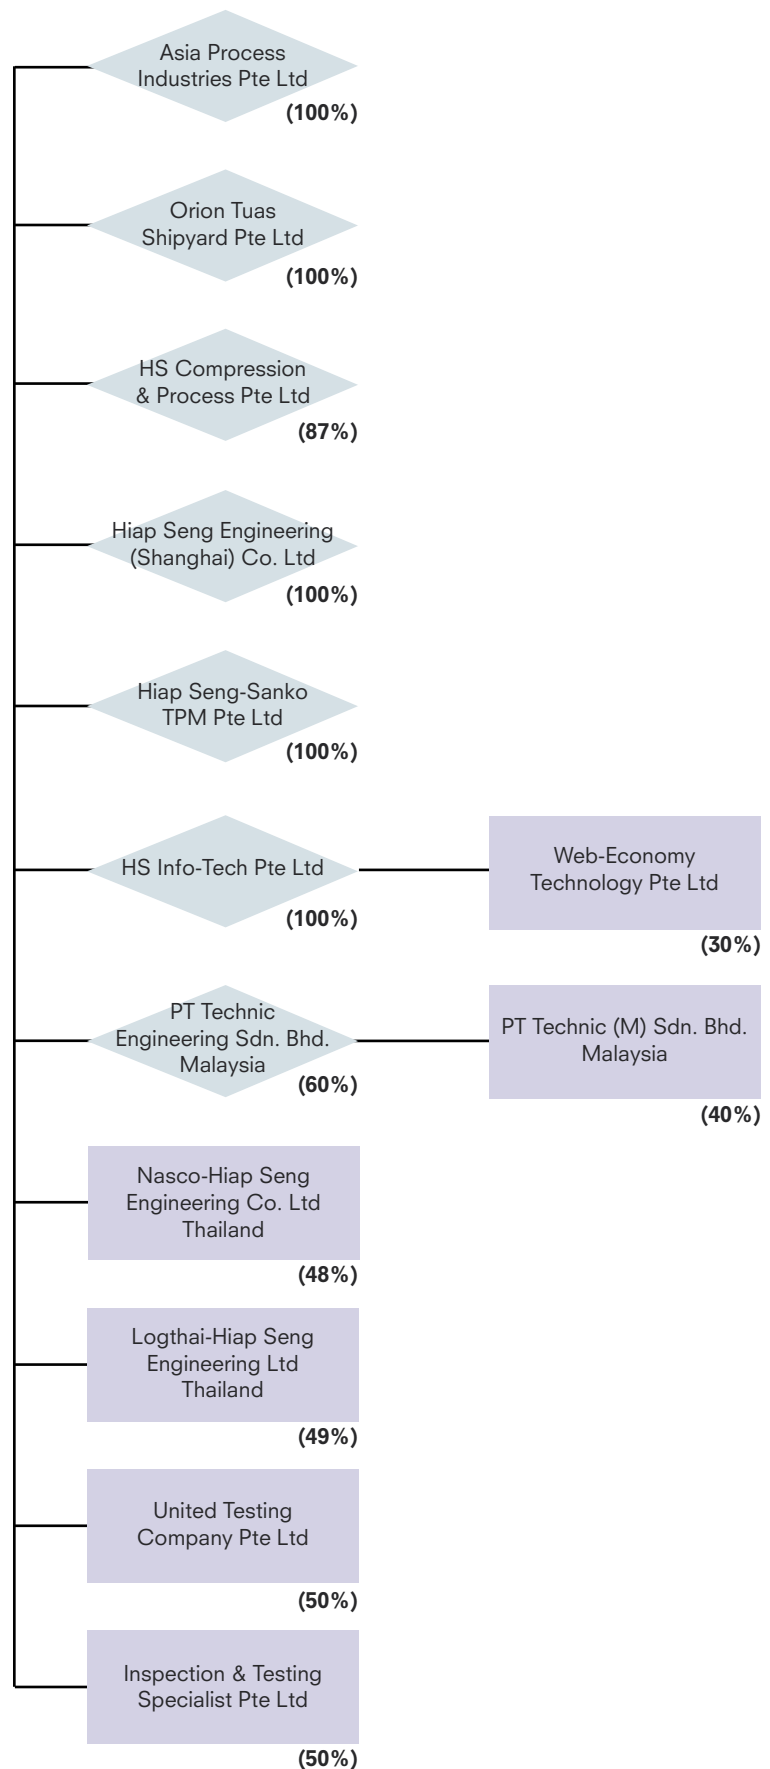 Asia Process
Industries Pte Ltd
(100%)
Orion Tuas
Shipyard Pte Ltd
(100%)
HS Compression
& Process Pte Ltd
(87%)
Hiap Seng Engineering
(Shanghai) Co. Ltd
(100%)
Hiap Seng-Sanko
TPM Pte Ltd
(100%)
HS Info-Tech Pte Ltd
(100%)
Web-Economy
Technology Pte Ltd
(30%)
PT Technic
Engineering Sdn. Bhd.
Malaysia
(60%)
PT Technic (M) Sdn. Bhd.
Malaysia
(40%)
Nasco-Hiap Seng
Engineering Co. Ltd
Thailand
(48%)
Logthai-Hiap Seng
Engineering Ltd
Thailand
(49%)
United Testing
Company Pte Ltd
(50%)
Inspection & Testing
Specialist Pte Ltd
(50%)